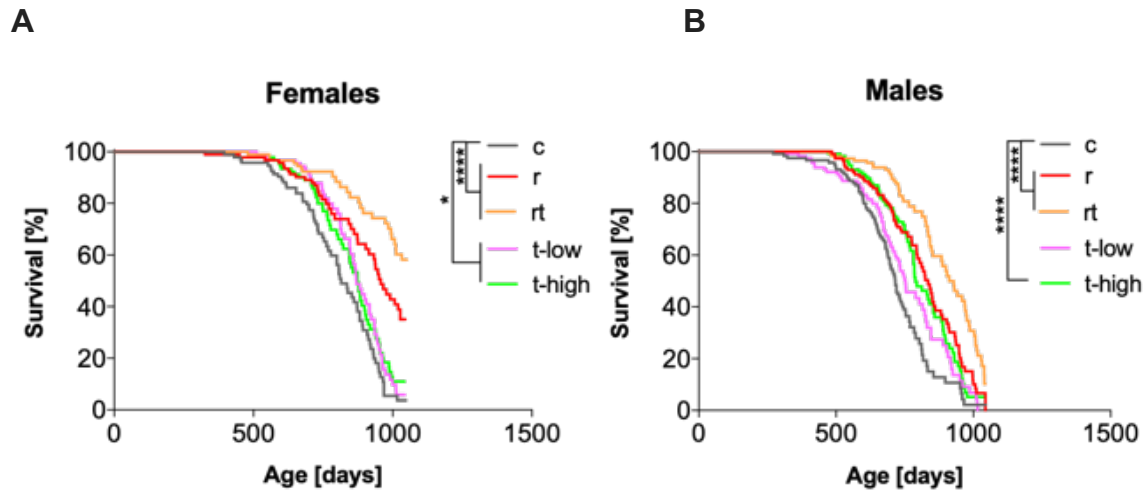 A
Females
Survival [%]
100
80
60
40
20
0
0 500 1000 1500
Age [days]
* ****
c
r
rt
t-low
t-high
B
Males
Survival [%]
100
80
60
40
20
0
0 500 1000 1500
Age [days]
**** ****
c
r
rt
t-low
t-high